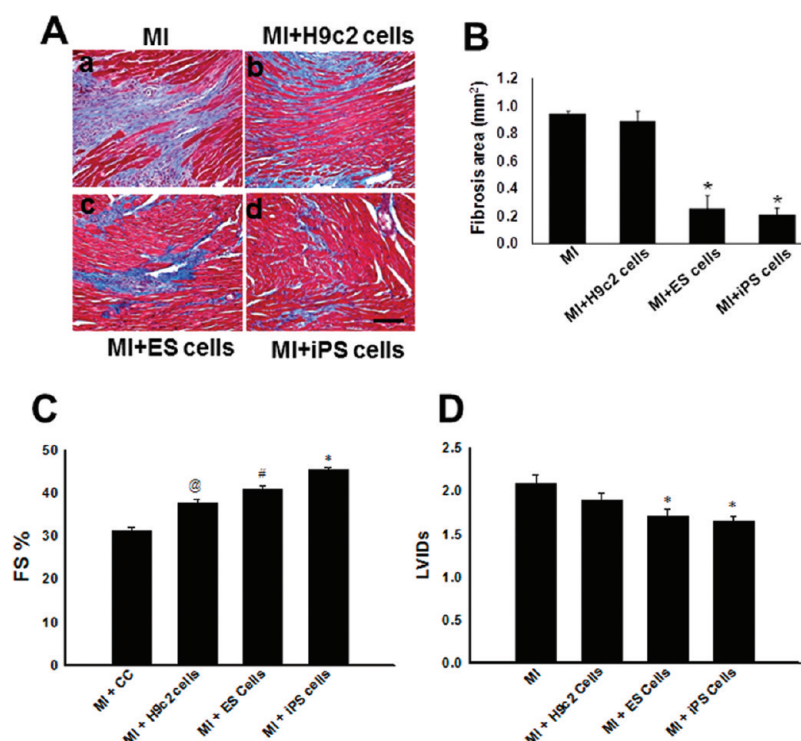 A
MI
MI+H9c2 cells
a
b
c
d
MI+ES cells
MI+iPS cells
B
Fibrosis area (mm²)
1.2
1.0
0.8
0.6
0.4
0.2
0.0
*
*
MI
MI+H9c2 cells
MI+ES cells
MI+iPS cells
C
FS %
50
40
30
20
10
0
@
#
*
MI + CC
MI + H9c2 cells
MI + ES Cells
MI + iPS cells
D
LVIDs
2.5
2.0
1.5
1.0
0.5
0.0
*
*
MI
MI + H9c2 Cells
MI + ES Cells
MI + iPS Cells